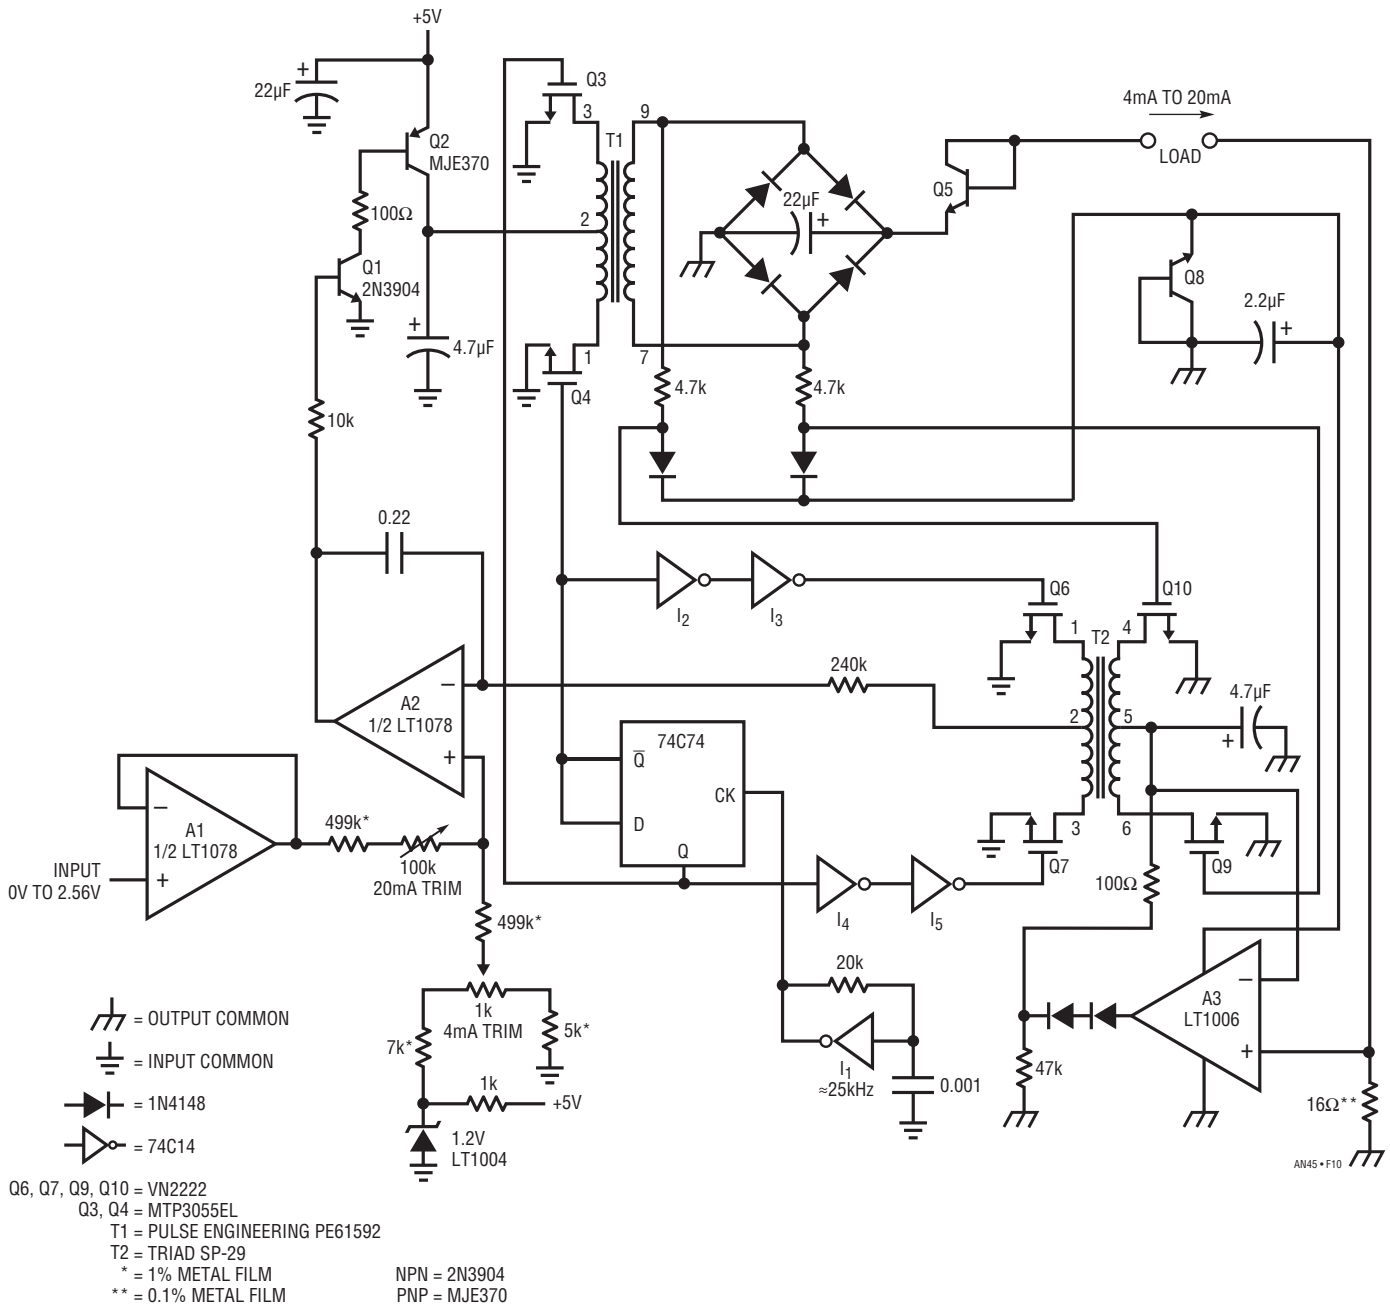 +5V
22µF
+
Q2
MJE370
100Ω
Q1
2N3904
+
4.7µF
10k
0.22
Q3
3
T1
9
2
1
7
Q4
22µF
+
4.7k
4.7k
Q5
4mA TO 20mA
LOAD
Q8
2.2µF
+
I2
I3
Q6
1
T2
4
Q10
240k
2
5
4.7µF
+
3
6
Q7
Q9
A2
1/2 LT1078
−
+
74C74
Q̅
D
CK
Q
A1
1/2 LT1078
−
+
INPUT
0V TO 2.56V
499k*
100k
20mA TRIM
499k*
1k
4mA TRIM
7k*
5k*
1k
+5V
1.2V
LT1004
I4
I5
20k
I1
≈25kHz
0.001
100Ω
A3
LT1006
−
+
47k
16Ω**
AN45 • F10
= OUTPUT COMMON
= INPUT COMMON
= 1N4148
= 74C14
Q6, Q7, Q9, Q10 = VN2222
Q3, Q4 = MTP3055EL
T1 = PULSE ENGINEERING PE61592
T2 = TRIAD SP-29
* = 1% METAL FILM
** = 0.1% METAL FILM
NPN = 2N3904
PNP = MJE370